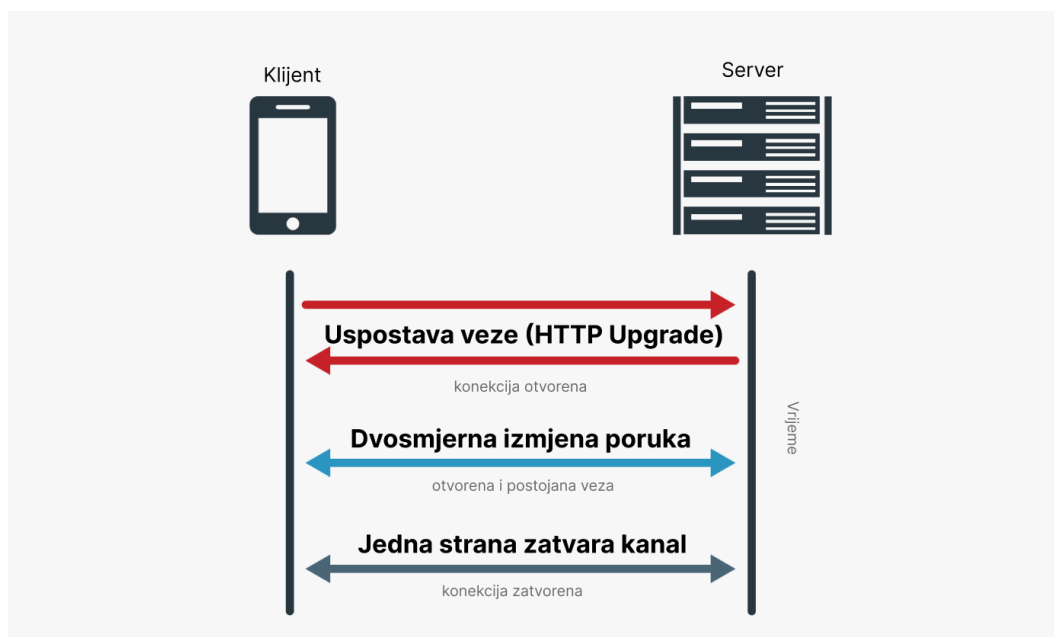 Klijent
Server
Uspostava veze (HTTP Upgrade)
konekcija otvorena
Vrijeme
Dvosmjerna izmjena poruka
otvorena i postojana veza
Jedna strana zatvara kanal
konekcija zatvorena